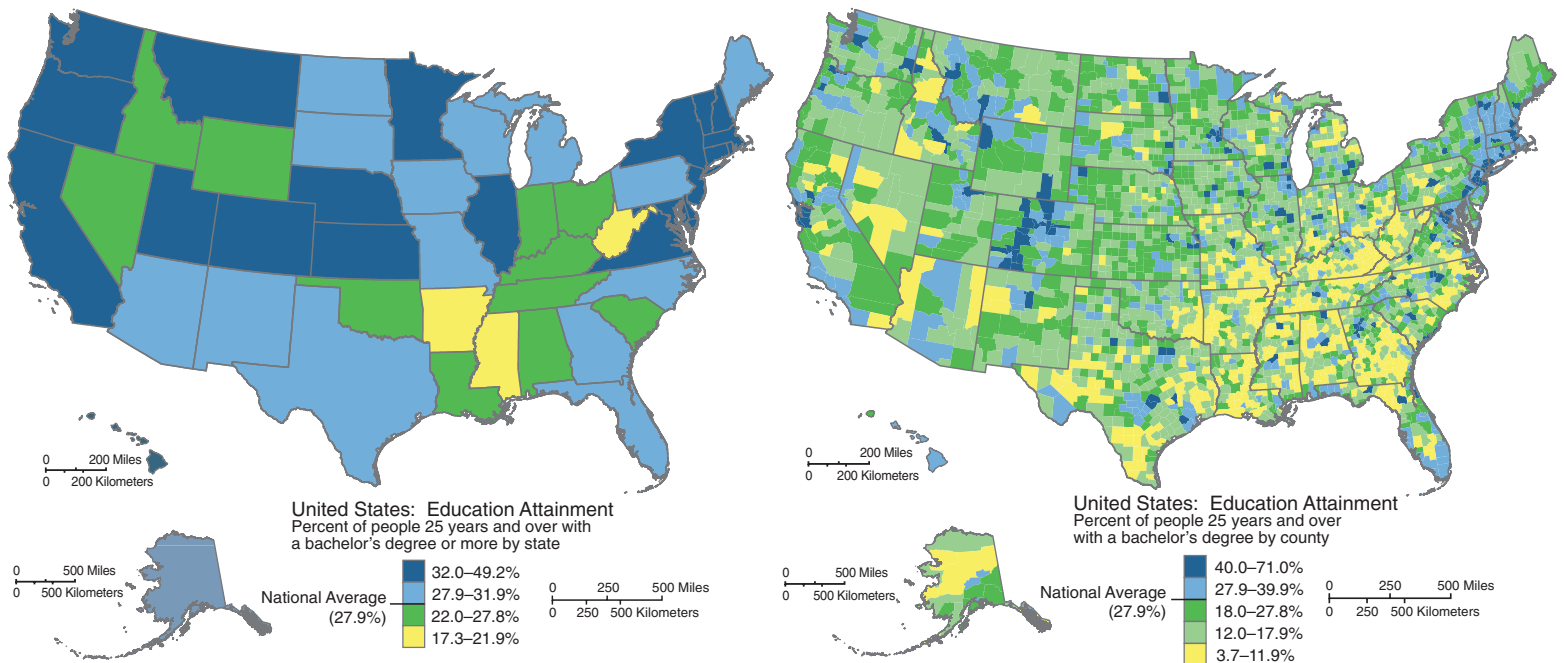 0 200 Miles
0 200 Kilometers
United States: Education Attainment
Percent of people 25 years and over with
a bachelor's degree or more by state
0 500 Miles
0 500 Kilometers
National Average
(27.9%)
32.0–49.2%
27.9–31.9%
22.0–27.8%
17.3–21.9%
0 250 500 Miles
0 250 500 Kilometers
0 200 Miles
0 200 Kilometers
United States: Education Attainment
Percent of people 25 years and over
with a bachelor's degree by county
0 500 Miles
0 500 Kilometers
National Average
(27.9%)
40.0–71.0%
27.9–39.9%
18.0–27.8%
12.0–17.9%
3.7–11.9%
0 250 500 Miles
0 250 500 Kilometers